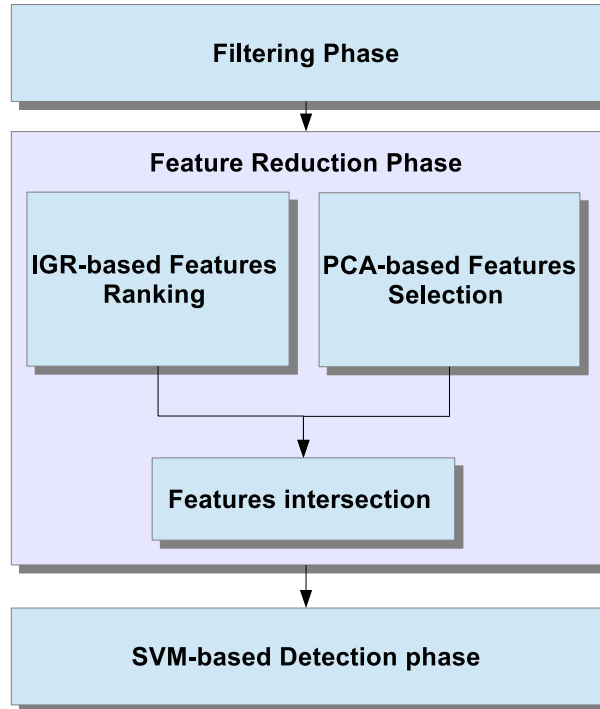 Filtering Phase
Feature Reduction Phase
IGR-based Features
Ranking
PCA-based Features
Selection
Features intersection
SVM-based Detection phase